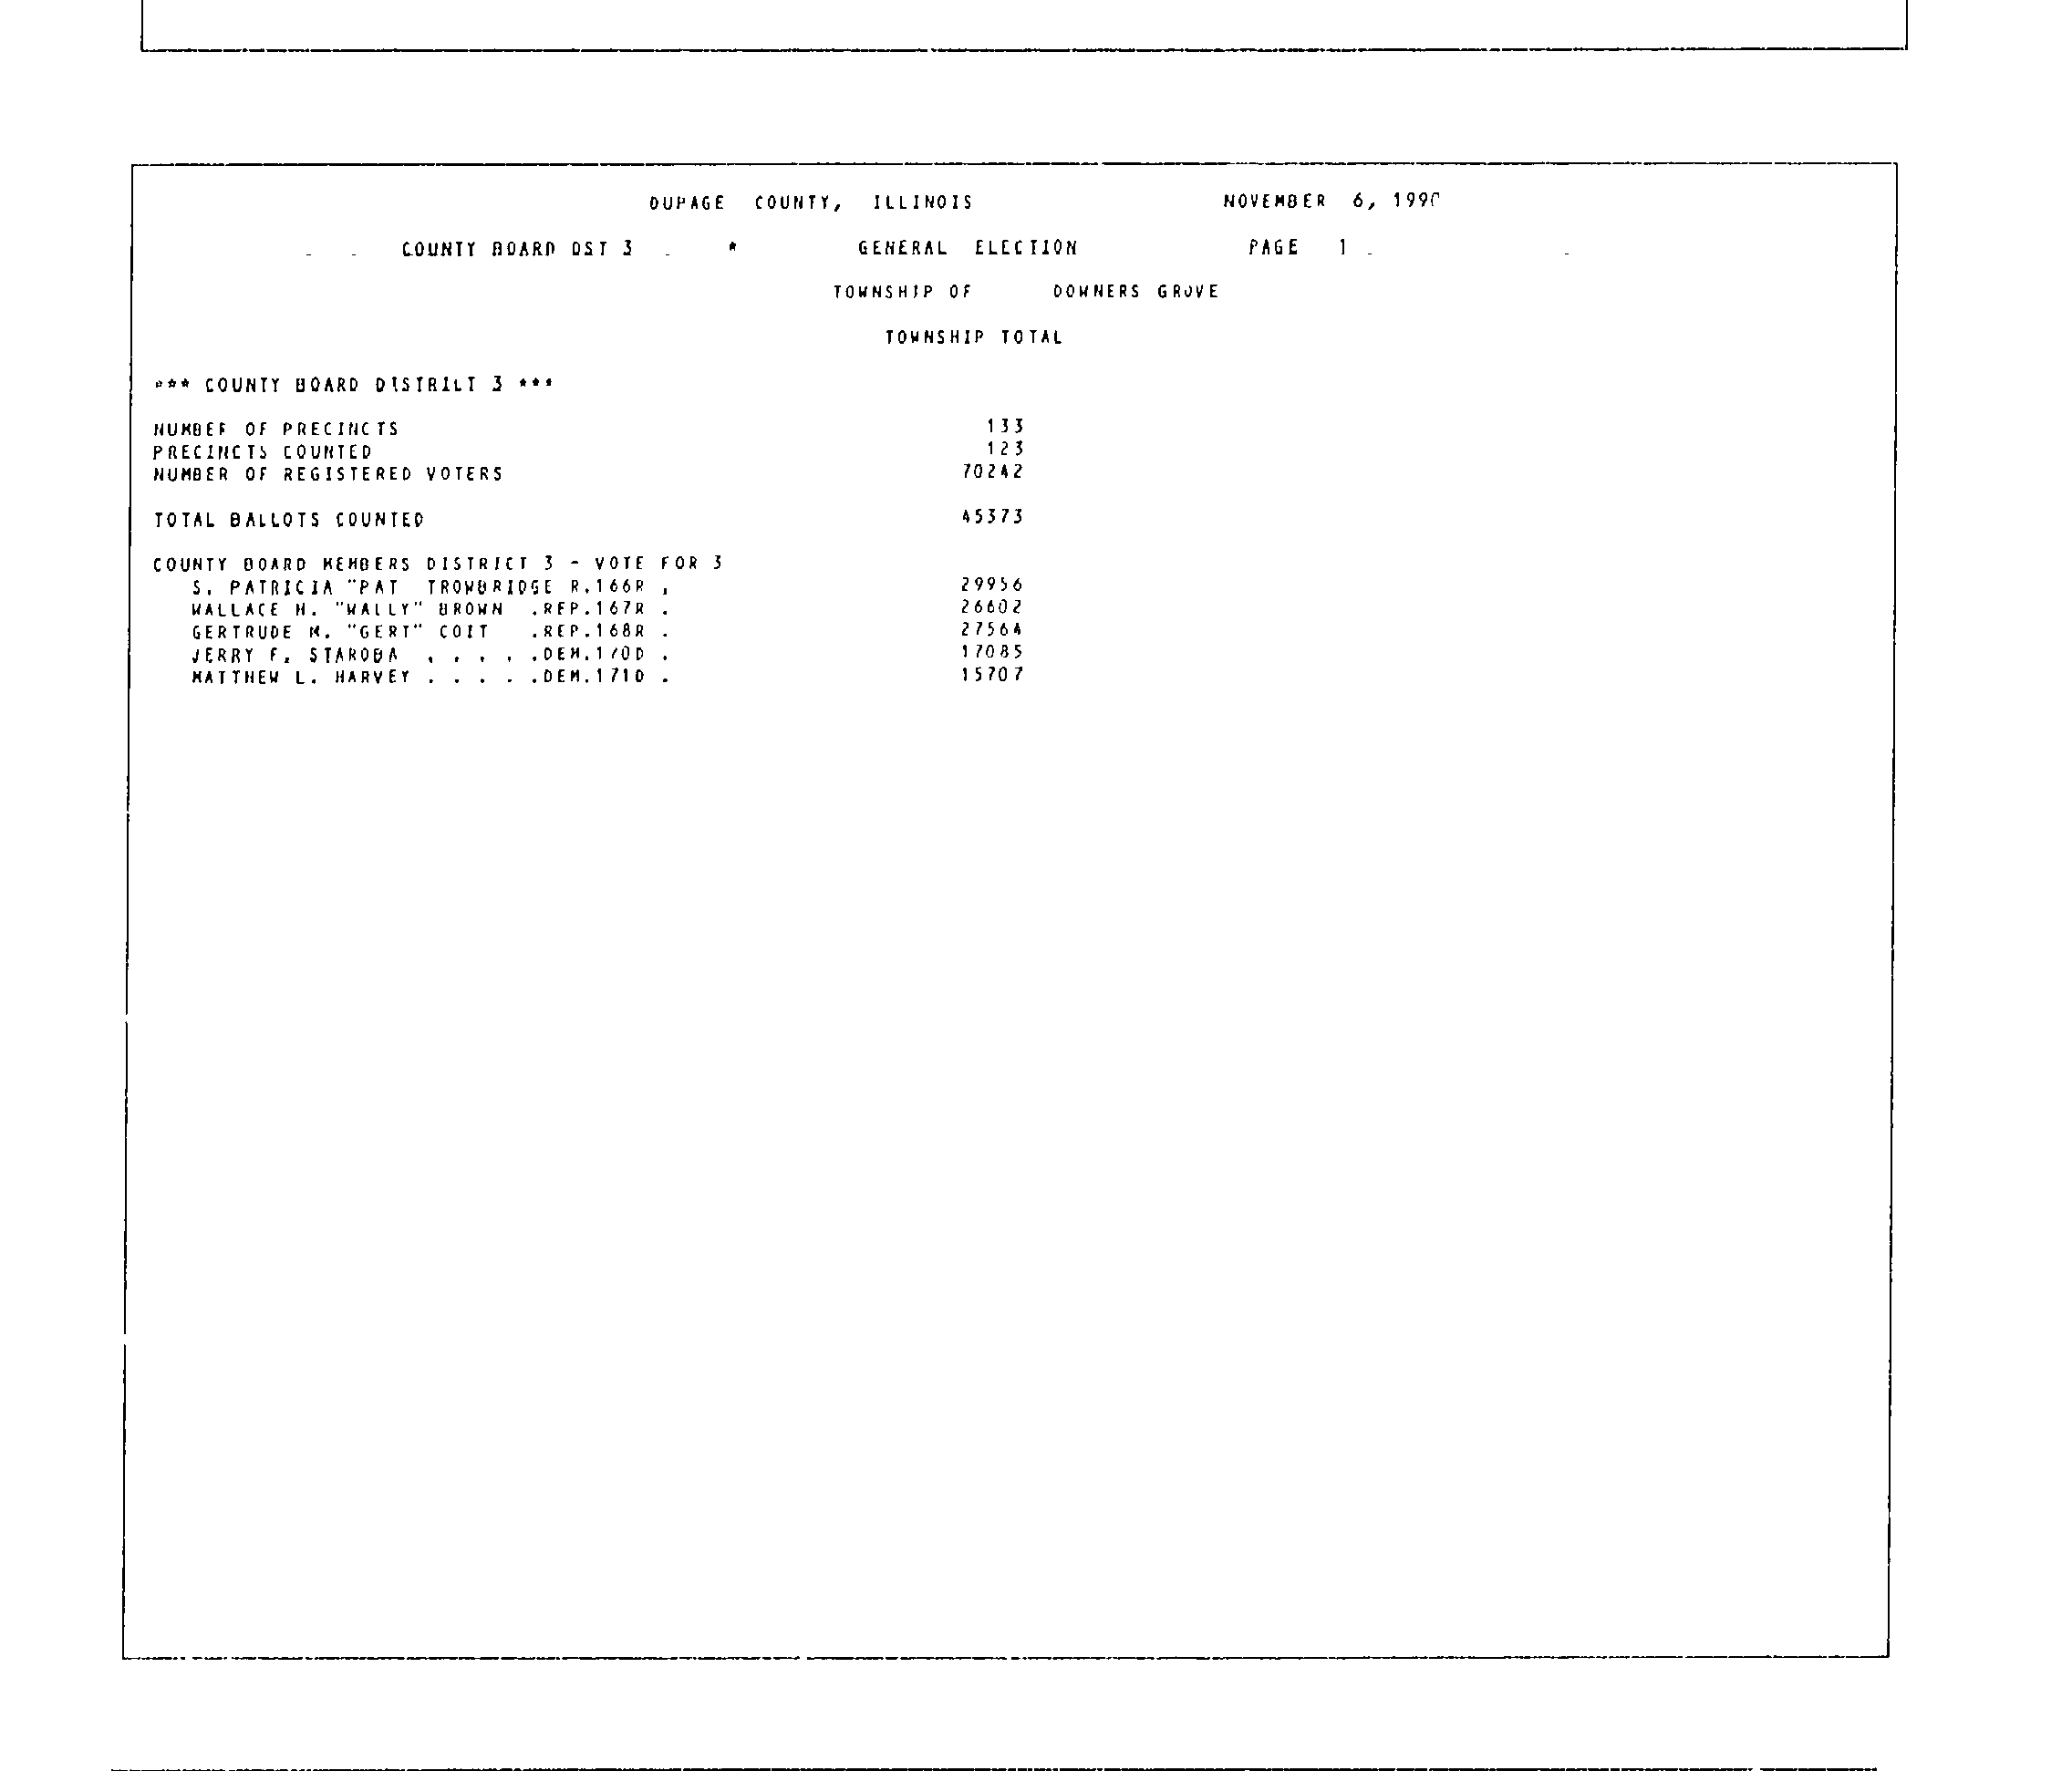 DUPAGE COUNTY, ILLINOIS NOVEMBER 6, 1990
COUNTY BOARD DST 3 * GENERAL ELECTION PAGE 1
TOWNSHIP OF DOWNERS GROVE
TOWNSHIP TOTAL
*** COUNTY BOARD DISTRICT 3 ***
NUMBER OF PRECINCTS 133
PRECINCTS COUNTED 123
NUMBER OF REGISTERED VOTERS 70242
TOTAL BALLOTS COUNTED 45373
COUNTY BOARD MEMBERS DISTRICT 3 - VOTE FOR 3
S. PATRICIA "PAT TROWBRIDGE R.166R . 29956
WALLACE H. "WALLY" BROWN .REP.167R . 26602
GERTRUDE M. "GERT" COIT .REP.168R . 27564
JERRY F. STAROBA . . . . .DEM.170D . 17085
MATTHEW L. HARVEY . . . . .DEM.171D . 15707